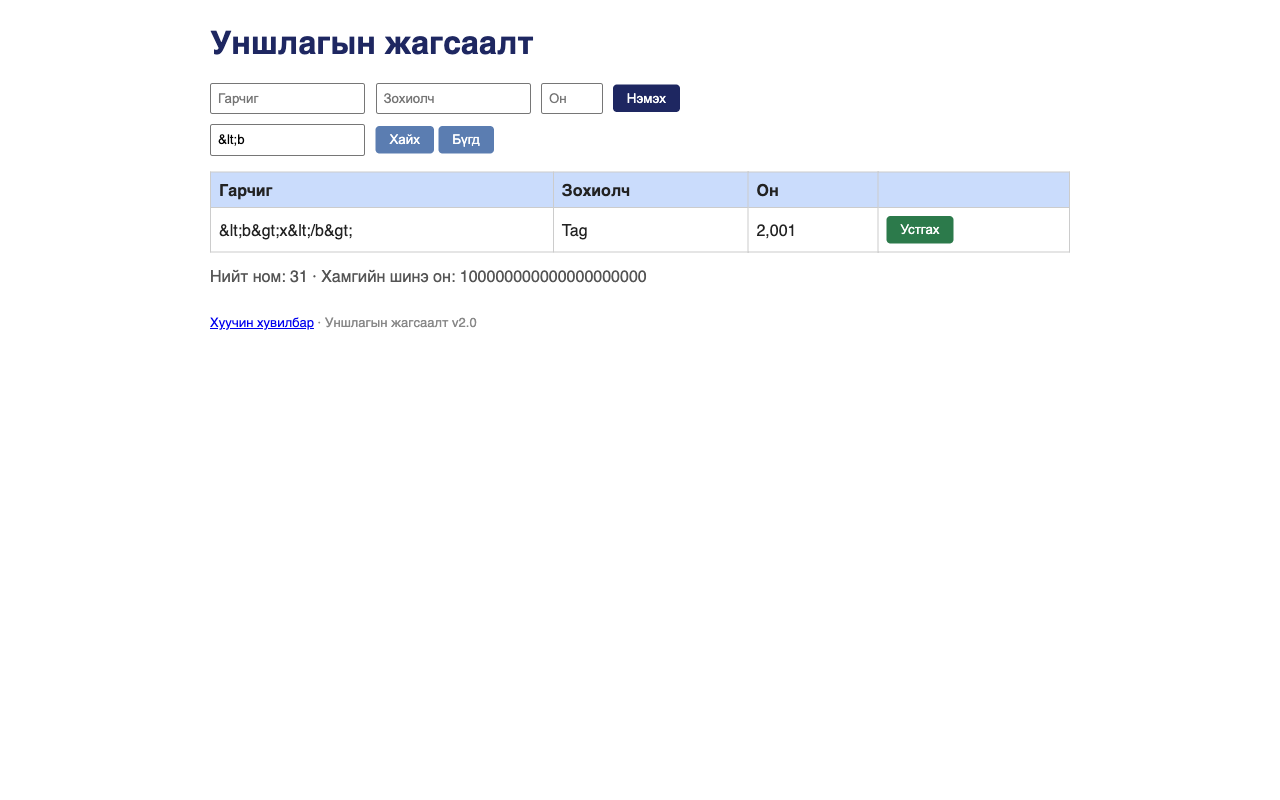 Уншлагын жагсаалт
Гарчиг Зохиолч Он Нэмэх
&lt;b Хайх Бүгд
Гарчиг Зохиолч Он
&lt;b&gt;x&lt;/b&gt; Tag 2,001 Устгах
Нийт ном: 31 · Хамгийн шинэ он: 100000000000000000000
Хуучин хувилбар · Уншлагын жагсаалт v2.0